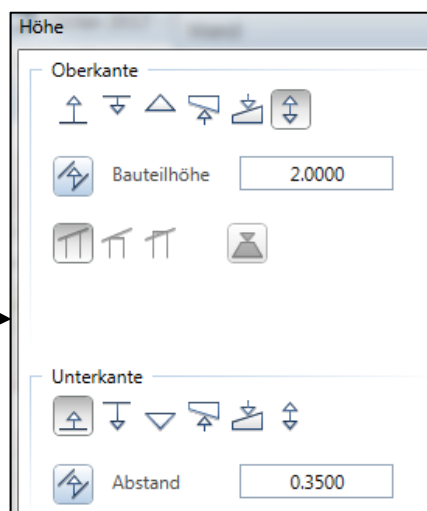 Höhe
Oberkante
Bauteilhöhe 2.0000
Unterkante
Abstand 0.3500